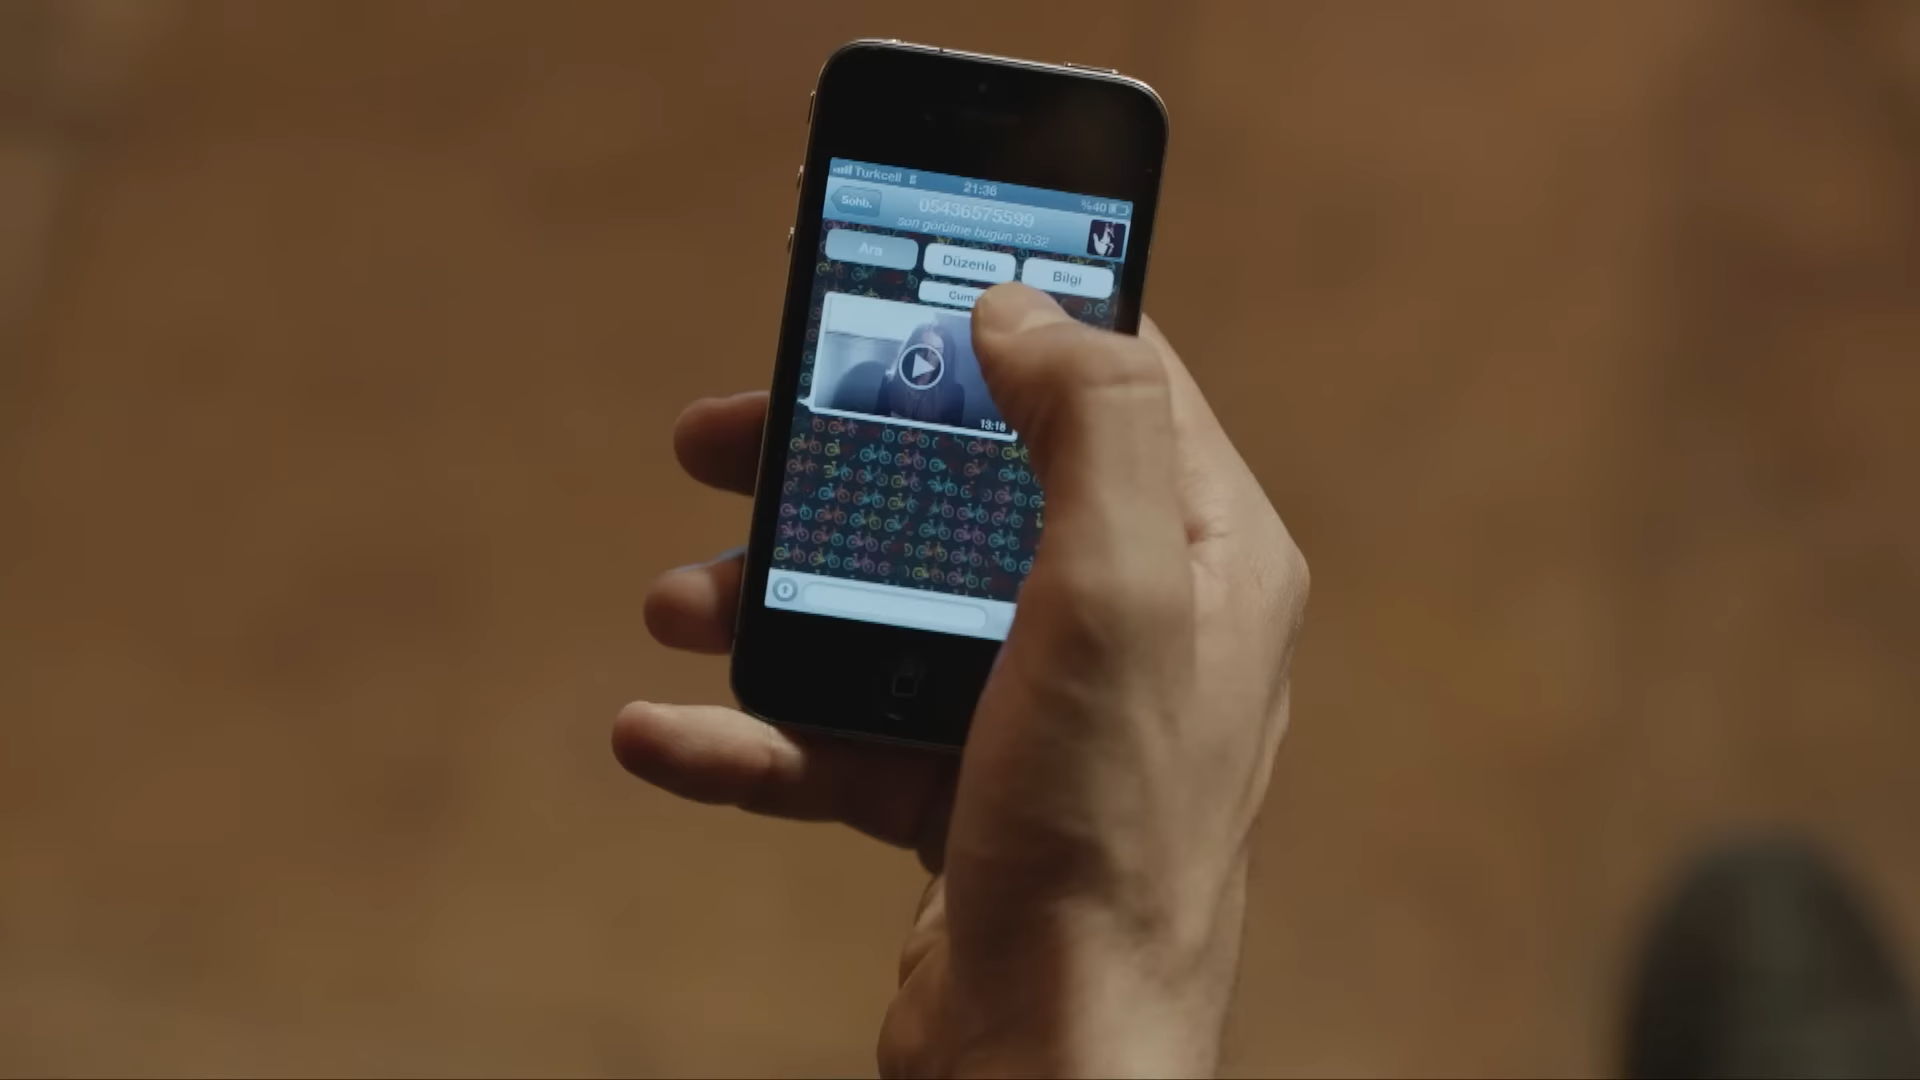 Turkcell
21:36
%40
Sohb.
05436575599
son görülme bugün 20:32
Ara
Düzenle
Bilgi
13:18